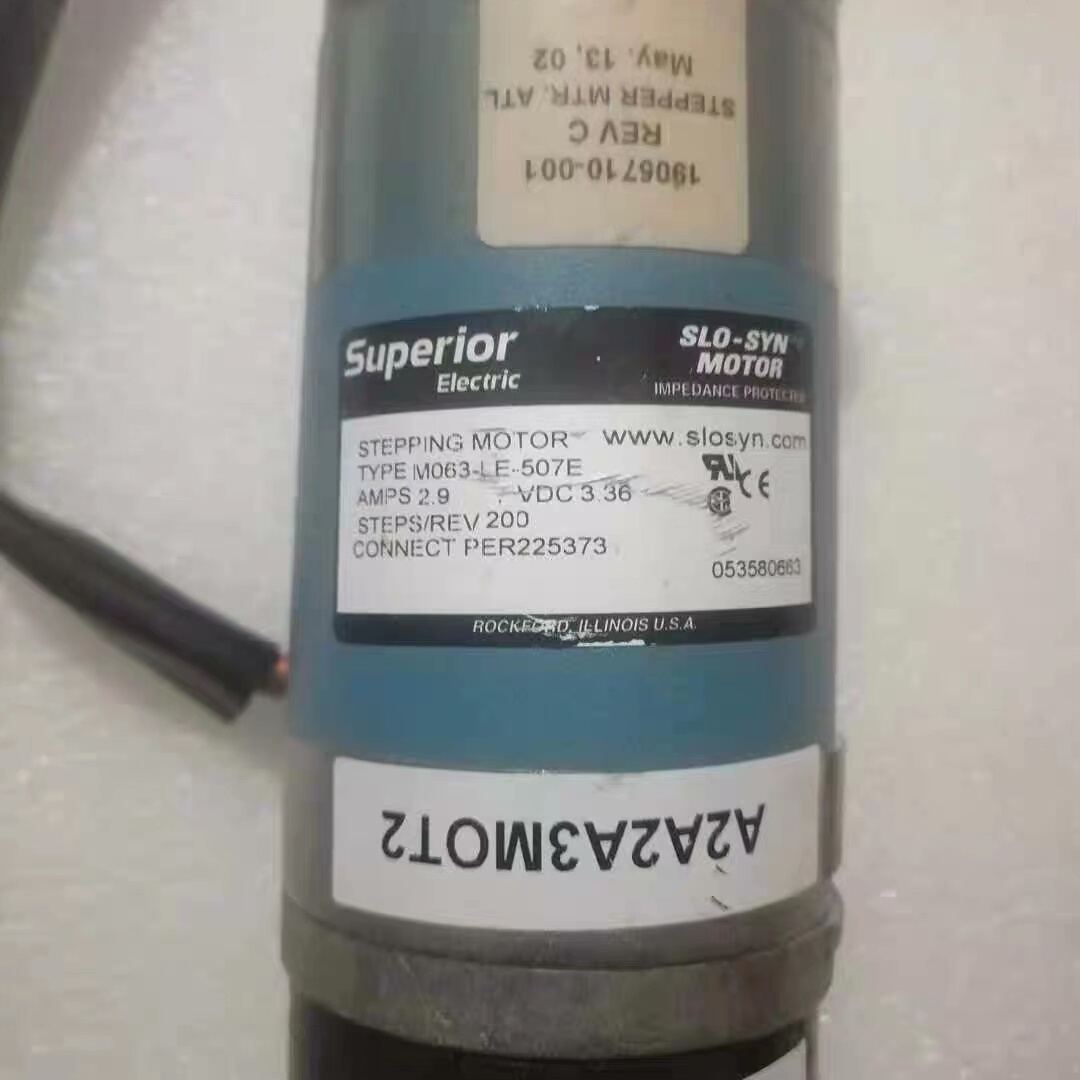 1906710-001
REV C
STEPPER MTR. ATL
May. 13, 02
Superior
Electric
SLO-SYN
MOTOR
IMPEDANCE PROTECTED
STEPPING MOTOR www.slosyn.com
TYPE M063-LE-507E
AMPS 2.9 VDC 3.36
STEPS/REV 200
CONNECT PER225373
053580663
ROCKFORD, ILLINOIS U.S.A.
A2A2A3MOT2